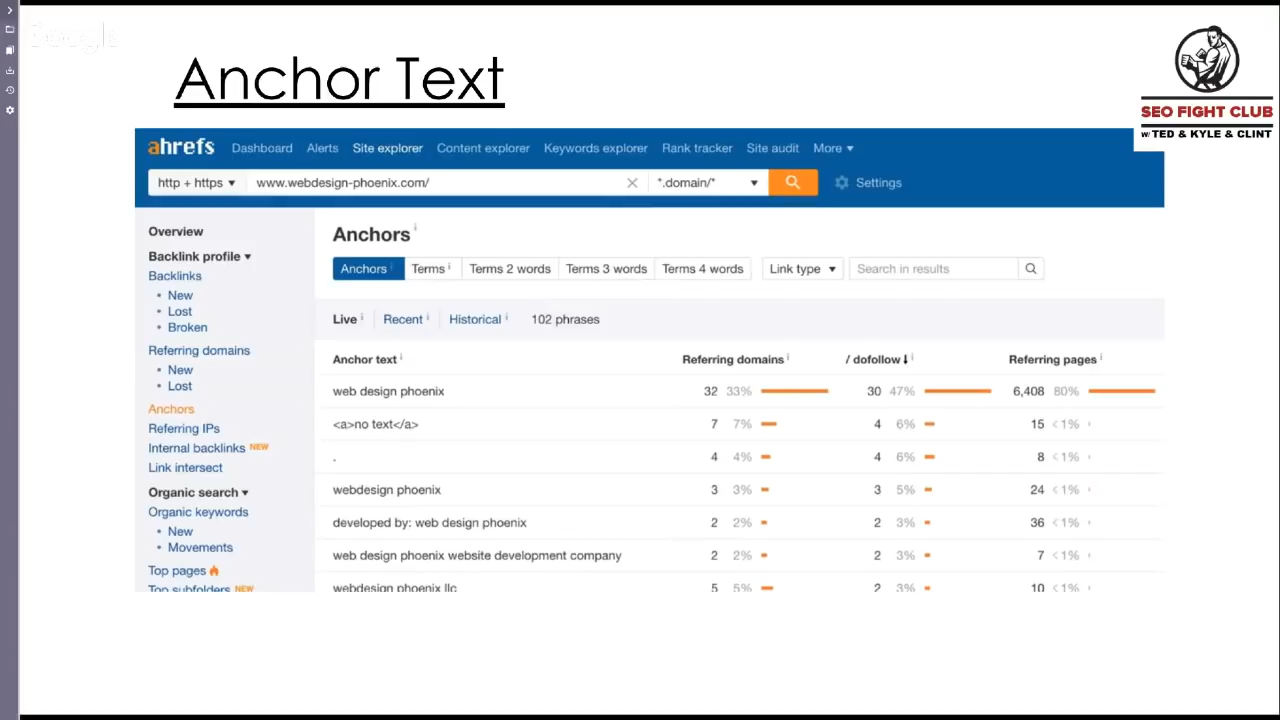 Google
Anchor Text
SEO FIGHT CLUB
w/ TED & KYLE & CLINT
ahrefs Dashboard Alerts Site explorer Content explorer Keywords explorer Rank tracker Site audit More
http + https www.webdesign-phoenix.com/ *.domain/* Settings
Overview
Backlink profile
Backlinks
• New
• Lost
• Broken
Referring domains
• New
• Lost
Anchors
Referring IPs
Internal backlinks NEW
Link intersect
Organic search
Organic keywords
• New
• Movements
Top pages
Top subfolders NEW
Anchors i
Anchors i Terms i Terms 2 words Terms 3 words Terms 4 words Link type Search in results
Live i Recent i Historical i 102 phrases
Anchor text i Referring domains i / dofollow i Referring pages i
web design phoenix 32 33% 30 47% 6,408 80%
<a>no text</a> 7 7% 4 6% 15 <1%
. 4 4% 4 6% 8 <1%
webdesign phoenix 3 3% 3 5% 24 <1%
developed by: web design phoenix 2 2% 2 3% 36 <1%
web design phoenix website development company 2 2% 2 3% 7 <1%
webdesign phoenix llc 5 5% 2 3% 10 <1%